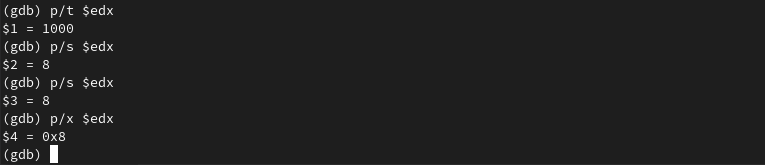 (gdb) p/t $edx
$1 = 1000
(gdb) p/s $edx
$2 = 8
(gdb) p/s $edx
$3 = 8
(gdb) p/x $edx
$4 = 0x8
(gdb)